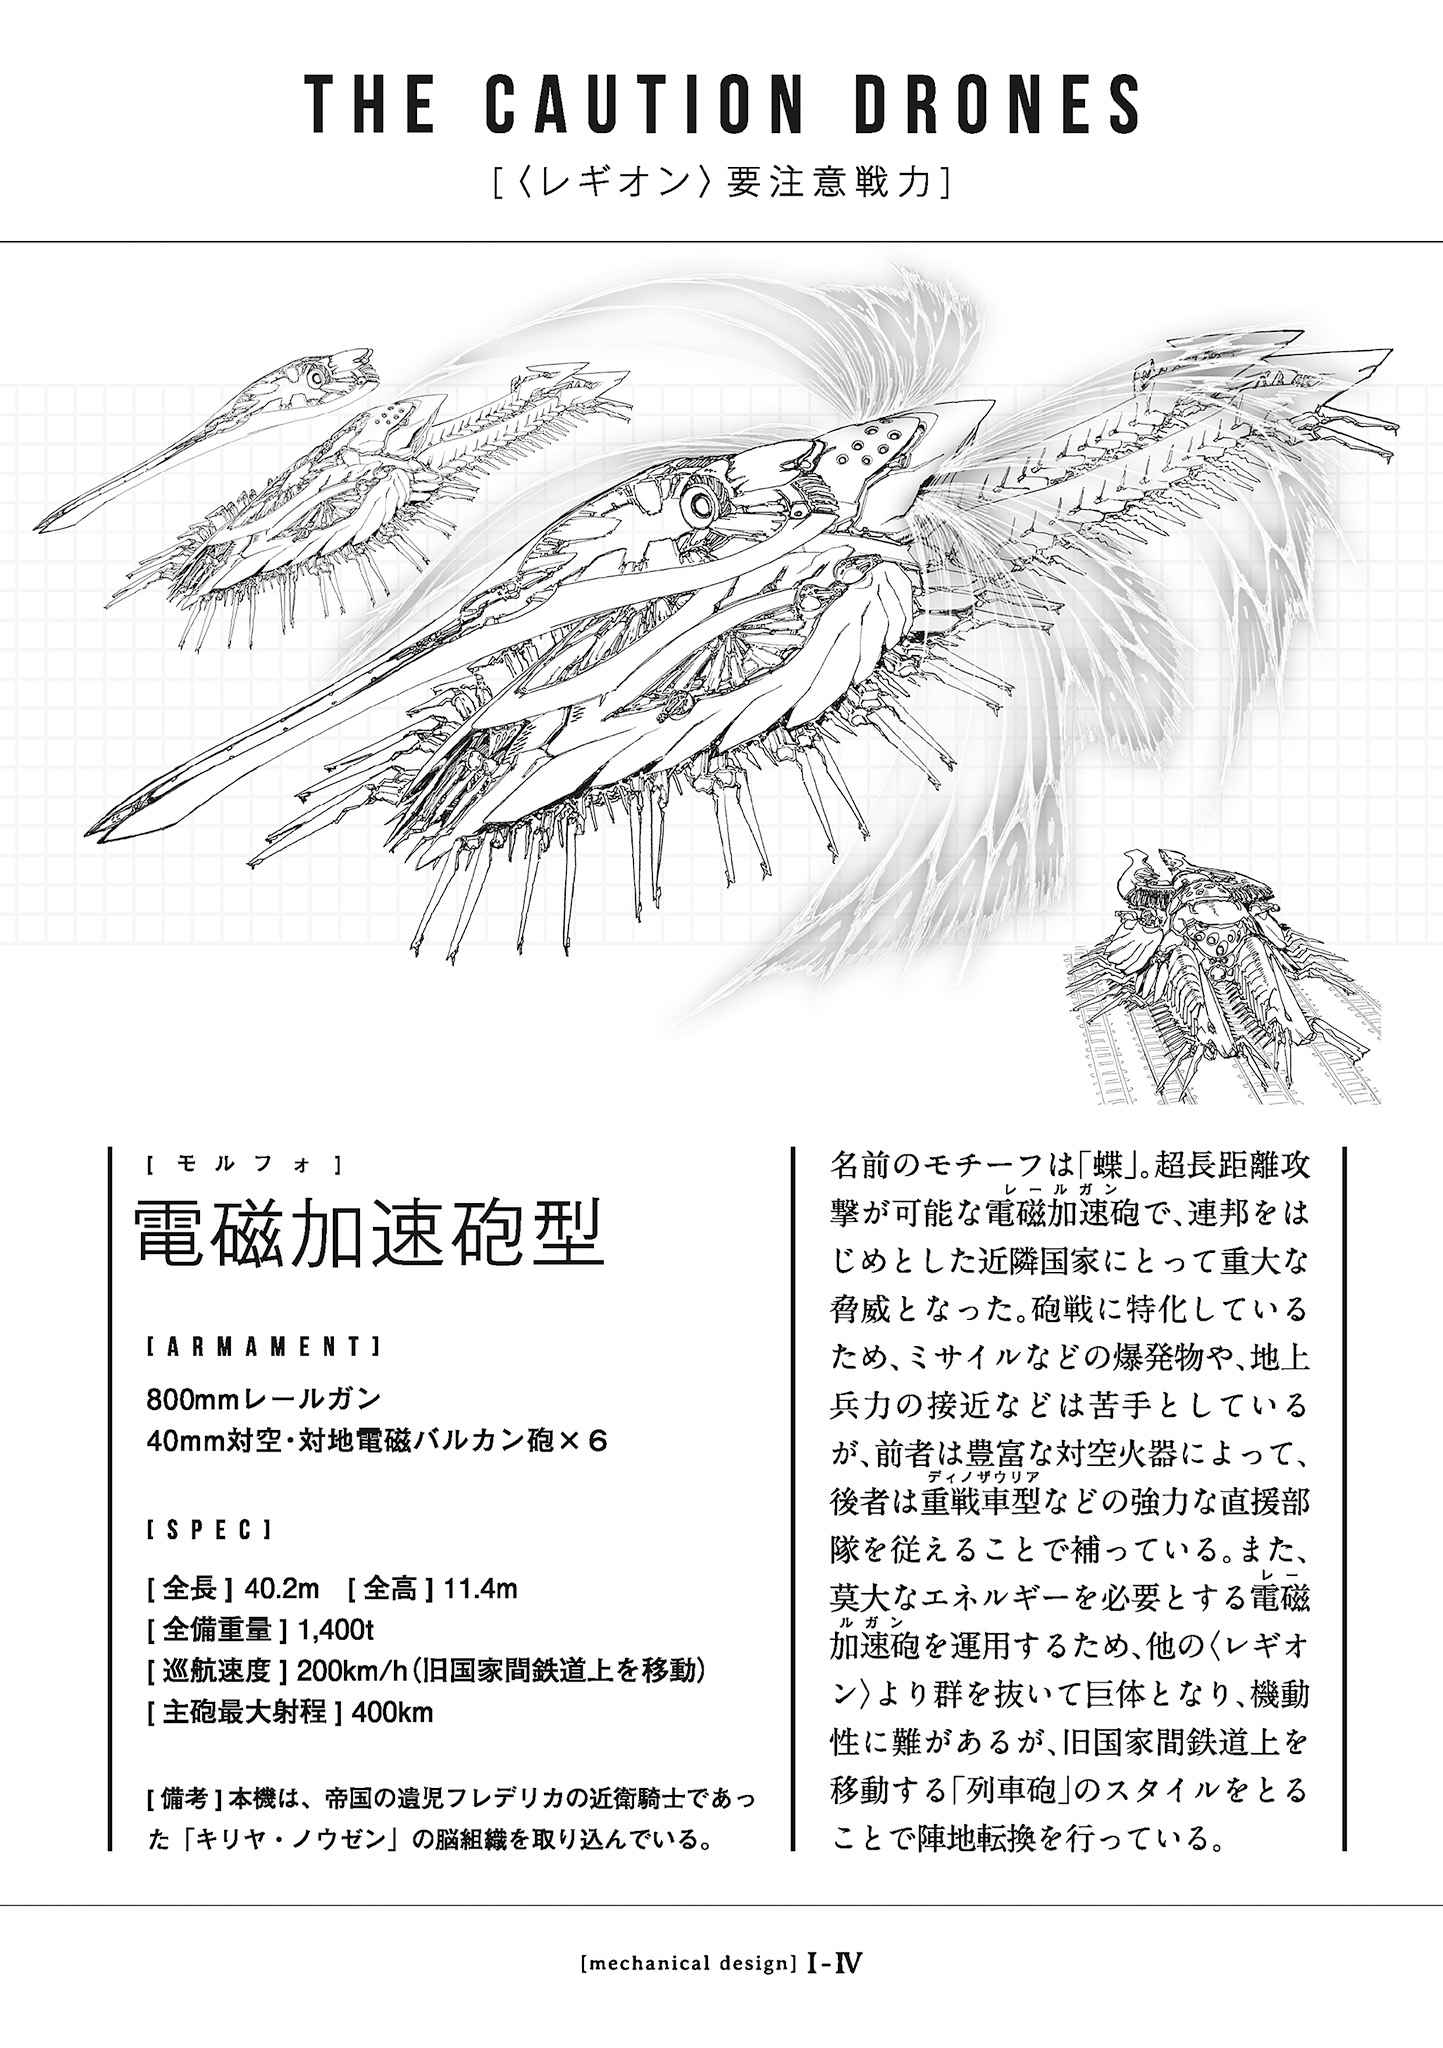 THE CAUTION DRONES
[〈レギオン〉要注意戦力]
[モルフォ]
電磁加速砲型
[ARMAMENT]
800mmレールガン
40mm対空・対地電磁バルカン砲×6
[SPEC]
[全長] 40.2m [全高] 11.4m
[全備重量] 1,400t
[巡航速度] 200km/h(旧国家間鉄道上を移動)
[主砲最大射程] 400km
[備考]本機は、帝国の遺児フレデリカの近衛騎士であっ
た「キリヤ・ノウゼン」の脳組織を取り込んでいる。
名前のモチーフは「蝶」。超長距離攻
レールガン
撃が可能な電磁加速砲で、連邦をは
じめとした近隣国家にとって重大な
脅威となった。砲戦に特化している
ため、ミサイルなどの爆発物や、地上
兵力の接近などは苦手としている
が、前者は豊富な対空火器によって、
ディノザウリア
後者は重戦車型などの強力な直援部
隊を従えることで補っている。また、
レー
莫大なエネルギーを必要とする電磁
ルガン
加速砲を運用するため、他の〈レギオ
ン〉より群を抜いて巨体となり、機動
性に難があるが、旧国家間鉄道上を
移動する「列車砲」のスタイルをとる
ことで陣地転換を行っている。
[mechanical design] I-IV